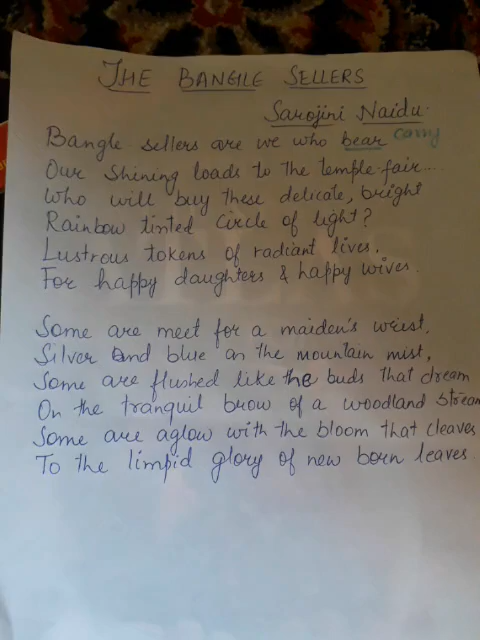 THE BANGLE SELLERS
Sarojini Naidu.
Bangle sellers are we who bear carry
Our shining loads to the temple-fair...
Who will buy these delicate, bright
Rainbow tinted circle of light?
Lustrous tokens of radiant lives.
For happy daughters & happy wives.
Some are meet for a maiden's wrist,
Silver and blue an the mountain mist,
Some are flushed like the buds that dream
On the tranquil brow of a woodland stream
Some are aglow with the bloom that cleaves
To the limpid glory of new born leaves.